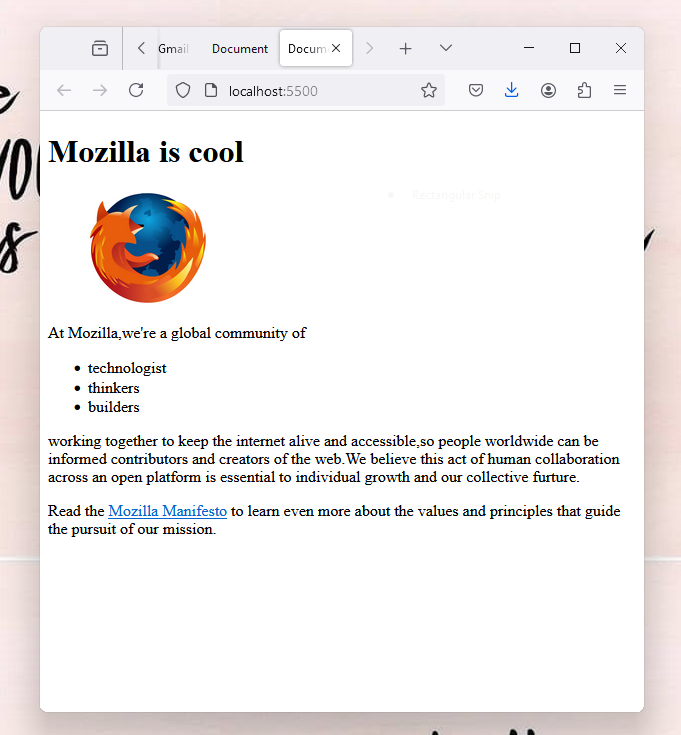 Gmail
Document
Docum
localhost:5500
Mozilla is cool
Rectangular Snip
At Mozilla,we're a global community of
technologist
thinkers
builders
working together to keep the internet alive and accessible,so people worldwide can be
informed contributors and creators of the web.We believe this act of human collaboration
across an open platform is essential to individual growth and our collective furture.
Read the Mozilla Manifesto to learn even more about the values and principles that guide
the pursuit of our mission.